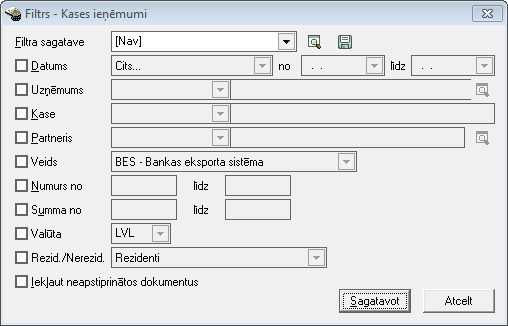 Filtrs - Kases ieņēmumi
Filtra sagatave [Nav]
Datums Cits... no . . līdz . .
Uzņēmums
Kase
Partneris
Veids BES - Bankas eksporta sistēma
Numurs no līdz
Summa no līdz
Valūta LVL
Rezid./Nerezid. Rezidenti
Iekļaut neapstiprinātos dokumentus
Sagatavot Atcelt